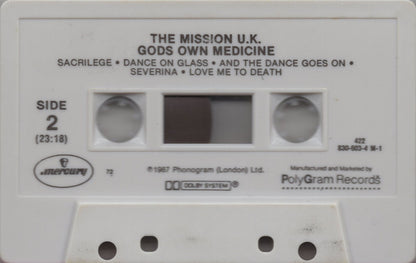 THE MISSION U.K.
GODS OWN MEDICINE
SACRILEGE • DANCE ON GLASS • AND THE DANCE GOES ON •
SEVERINA • LOVE ME TO DEATH
SIDE
2
(23:18)
422
830-603-4 M-1
mercury
72
℗1987 Phonogram (London) Ltd.
DOLBY SYSTEM®
Manufactured and Marketed by
PolyGram Records